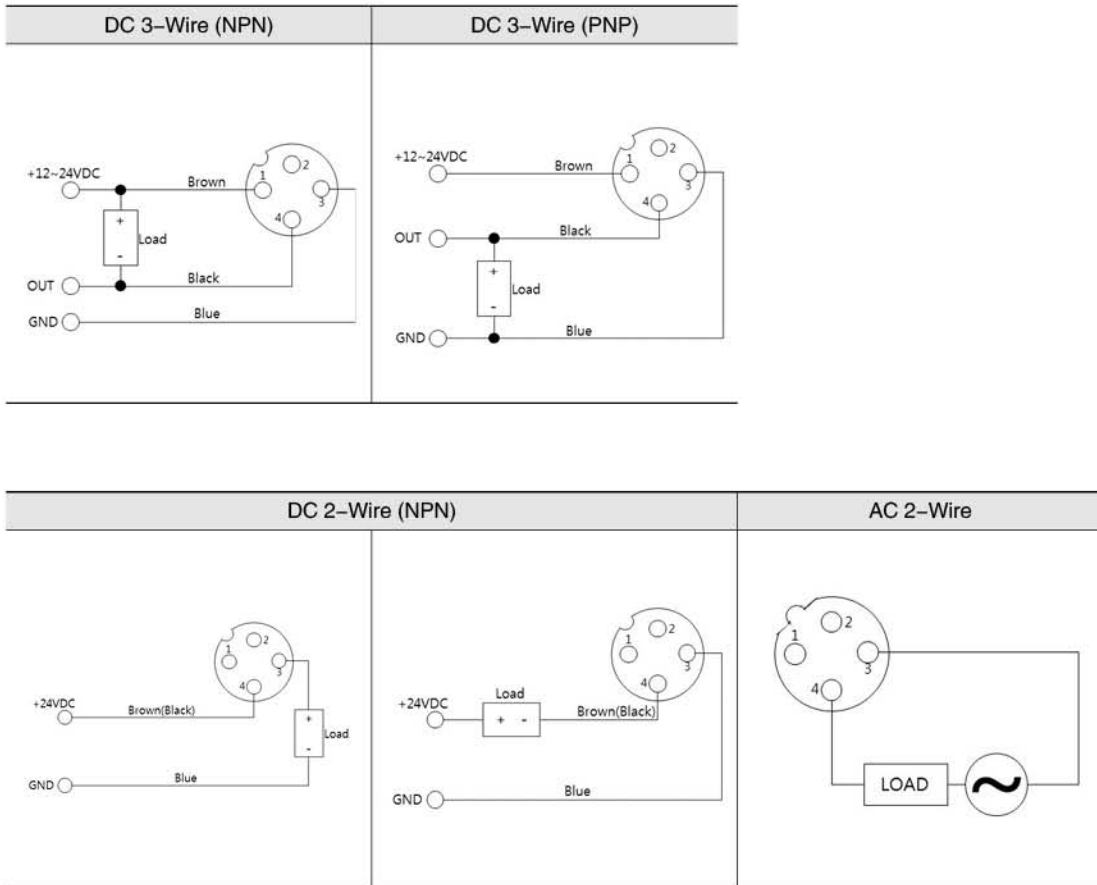 DC 3–Wire (NPN)
DC 3–Wire (PNP)
+12~24VDC
Brown
1
2
3
4
+
-
Load
OUT
Black
GND
Blue
+12~24VDC
Brown
1
2
3
4
OUT
Black
+
-
Load
GND
Blue
DC 2–Wire (NPN)
AC 2–Wire
1
2
3
4
+24VDC
Brown(Black)
+
-
Load
GND
Blue
1
2
3
4
+24VDC
Load
+ -
Brown(Black)
GND
Blue
1
2
3
4
LOAD